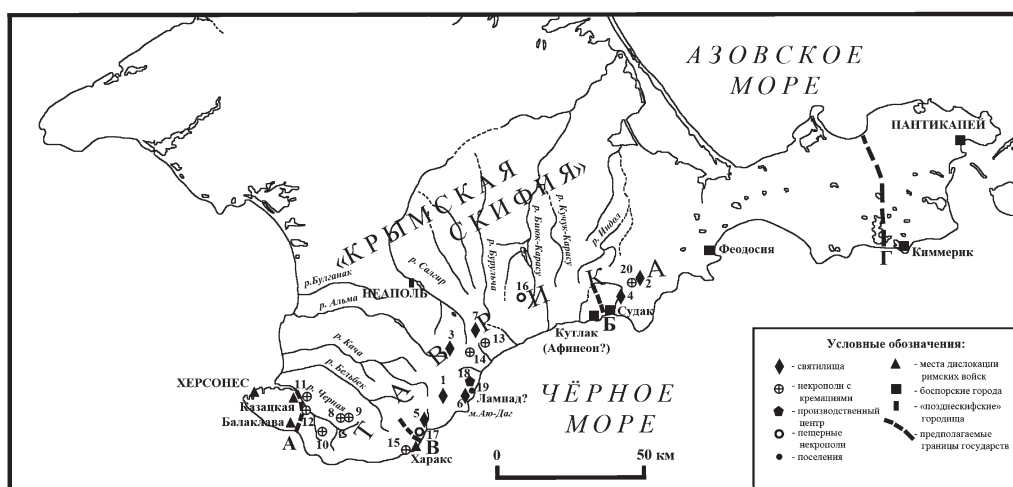 АЗОВСКОЕ
МОРЕ
ПАНТИКАПЕЙ
«КРЫМСКАЯ
СКИФИЯ»
р. Биюк-Карасу
р. Кучук-Карасу
р. Индол
р. Бурульча
р. Салгир
р.Булганак
НЕАПОЛЬ
р. Альма
р. Кача
р. Бельбек
р. Черная
Феодосия
Киммерик
Г
ТАВРИКА
20
2
4
16
Б
Судак
Кутлак
(Афинеон?)
7
3
13
14
18
1
19
6
Лампад?
м.Аю-Даг
ЧЁРНОЕ
МОРЕ
ХЕРСОНЕС
11
Казацкая
12
8
9
Балаклава
А
10
5
17
15
В
Харакс
0
50 км
Условные обозначения:
- святилища
- некрополи с
кремациями
- производственный
центр
- пещерные
некрополи
- поселения
- места дислокации
римских войск
- боспорские города
- «позднескифские»
городища
- предполагаемые
границы государств